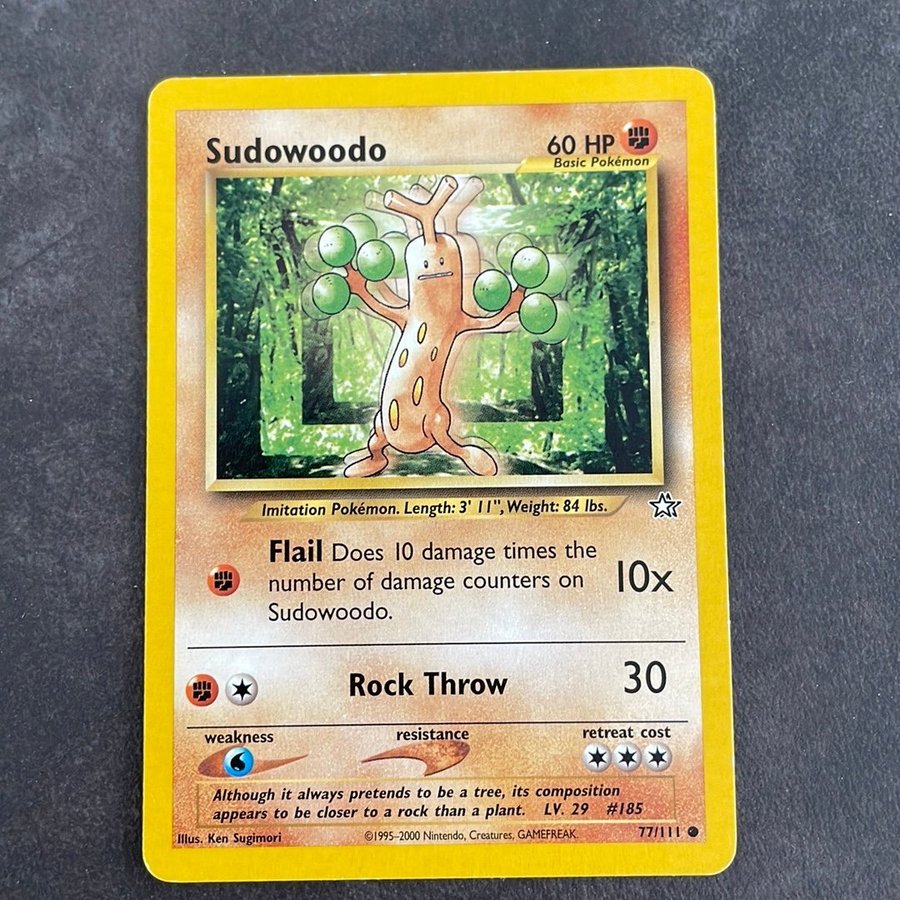 Sudowoodo
60 HP
Basic Pokémon
Imitation Pokémon. Length: 3' 11", Weight: 84 lbs.
Flail Does 10 damage times the
number of damage counters on
Sudowoodo.
10x
Rock Throw
30
weakness
resistance
retreat cost
Although it always pretends to be a tree, its composition
appears to be closer to a rock than a plant. LV. 29 #185
Illus. Ken Sugimori
©1995-2000 Nintendo, Creatures, GAMEFREAK.
77/111